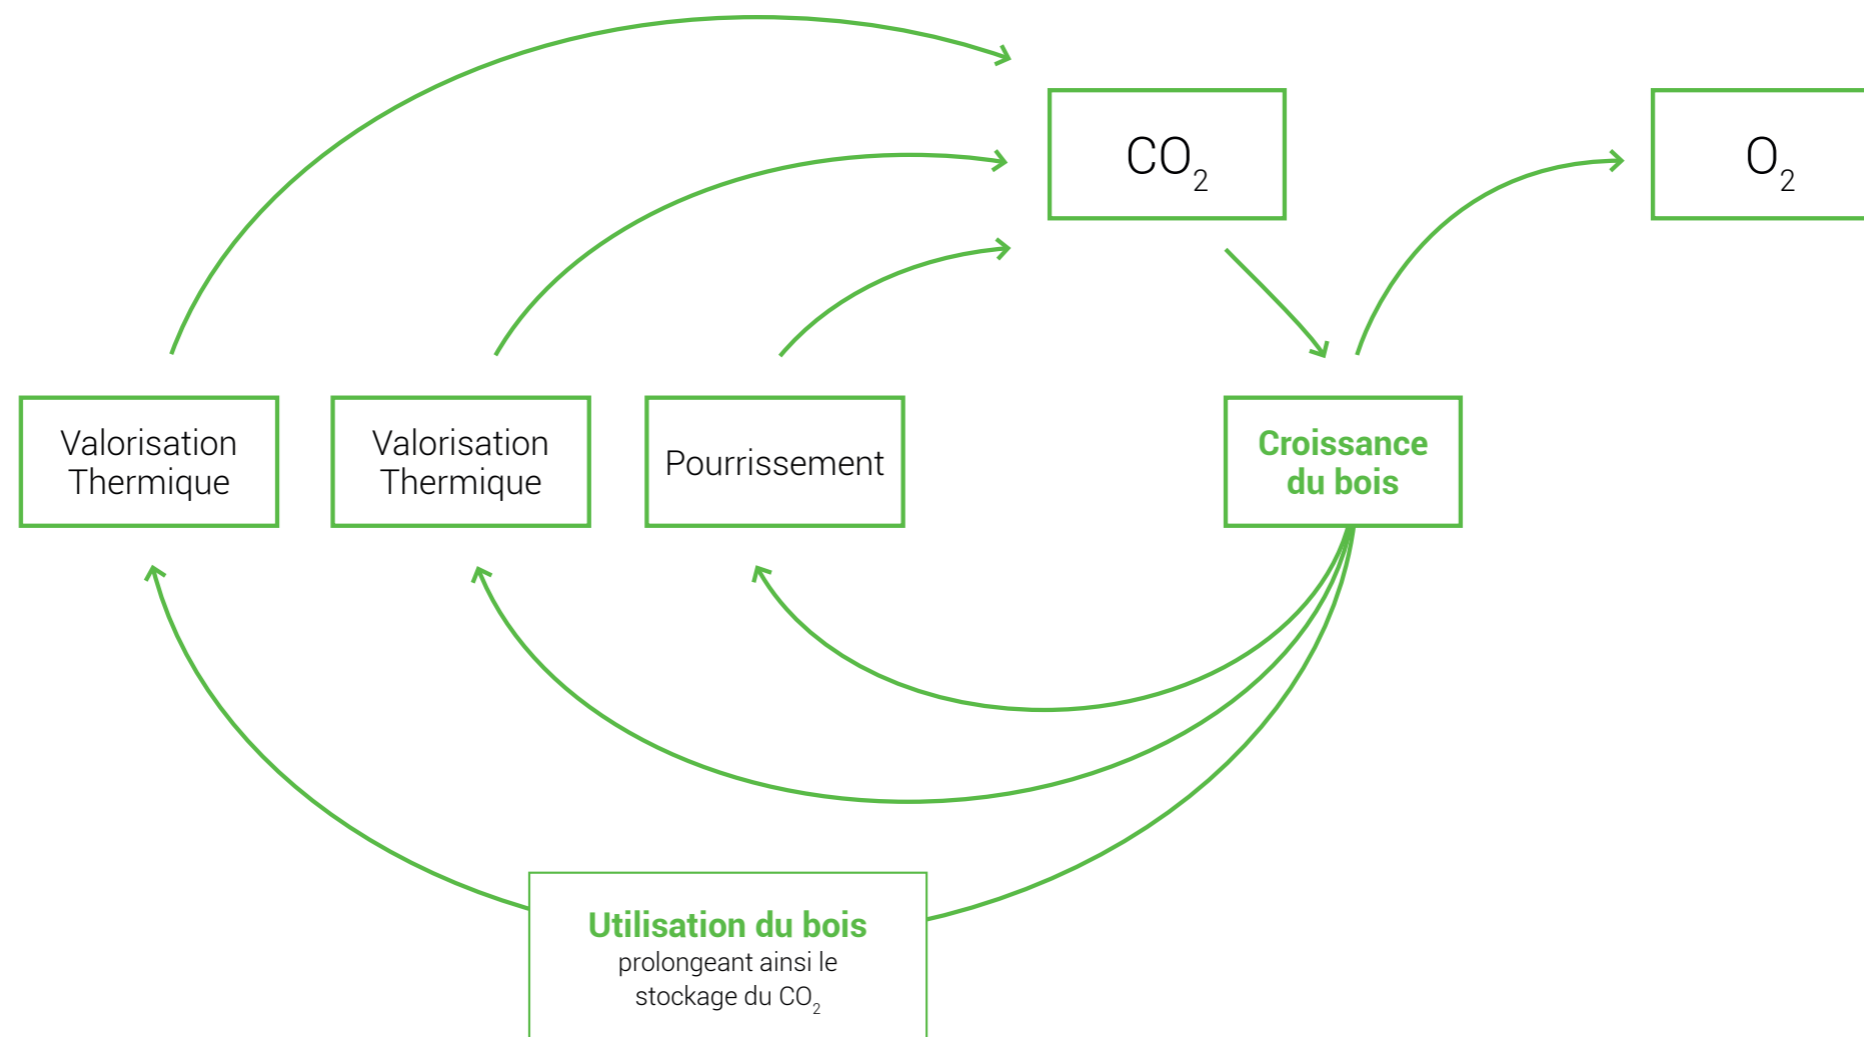 CO₂
O₂
Valorisation
Thermique
Valorisation
Thermique
Pourrissement
Croissance
du bois
Utilisation du bois
prolongeant ainsi le
stockage du CO₂